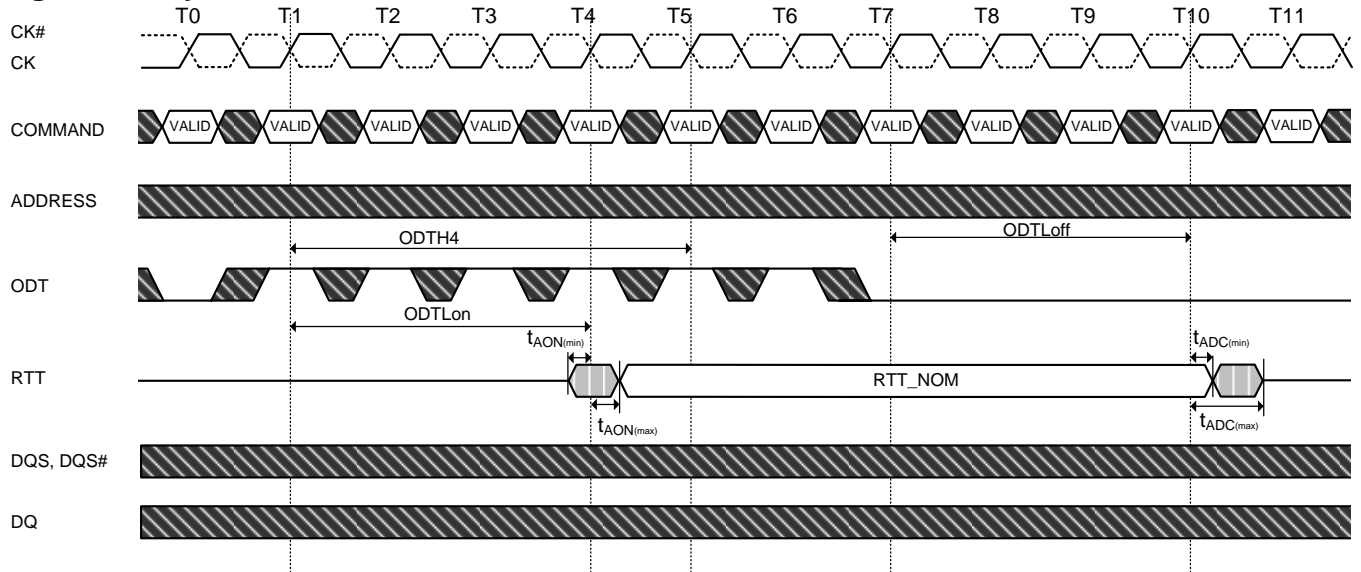 T0 T1 T2 T3 T4 T5 T6 T7 T8 T9 T10 T11
CK#
CK
COMMAND VALID VALID VALID VALID VALID VALID VALID VALID VALID VALID VALID VALID
ADDRESS
ODTH4 ODTLoff
ODT
ODTLon
tAON(min) tADC(min)
RTT RTT_NOM
tAON(max) tADC(max)
DQS, DQS#
DQ